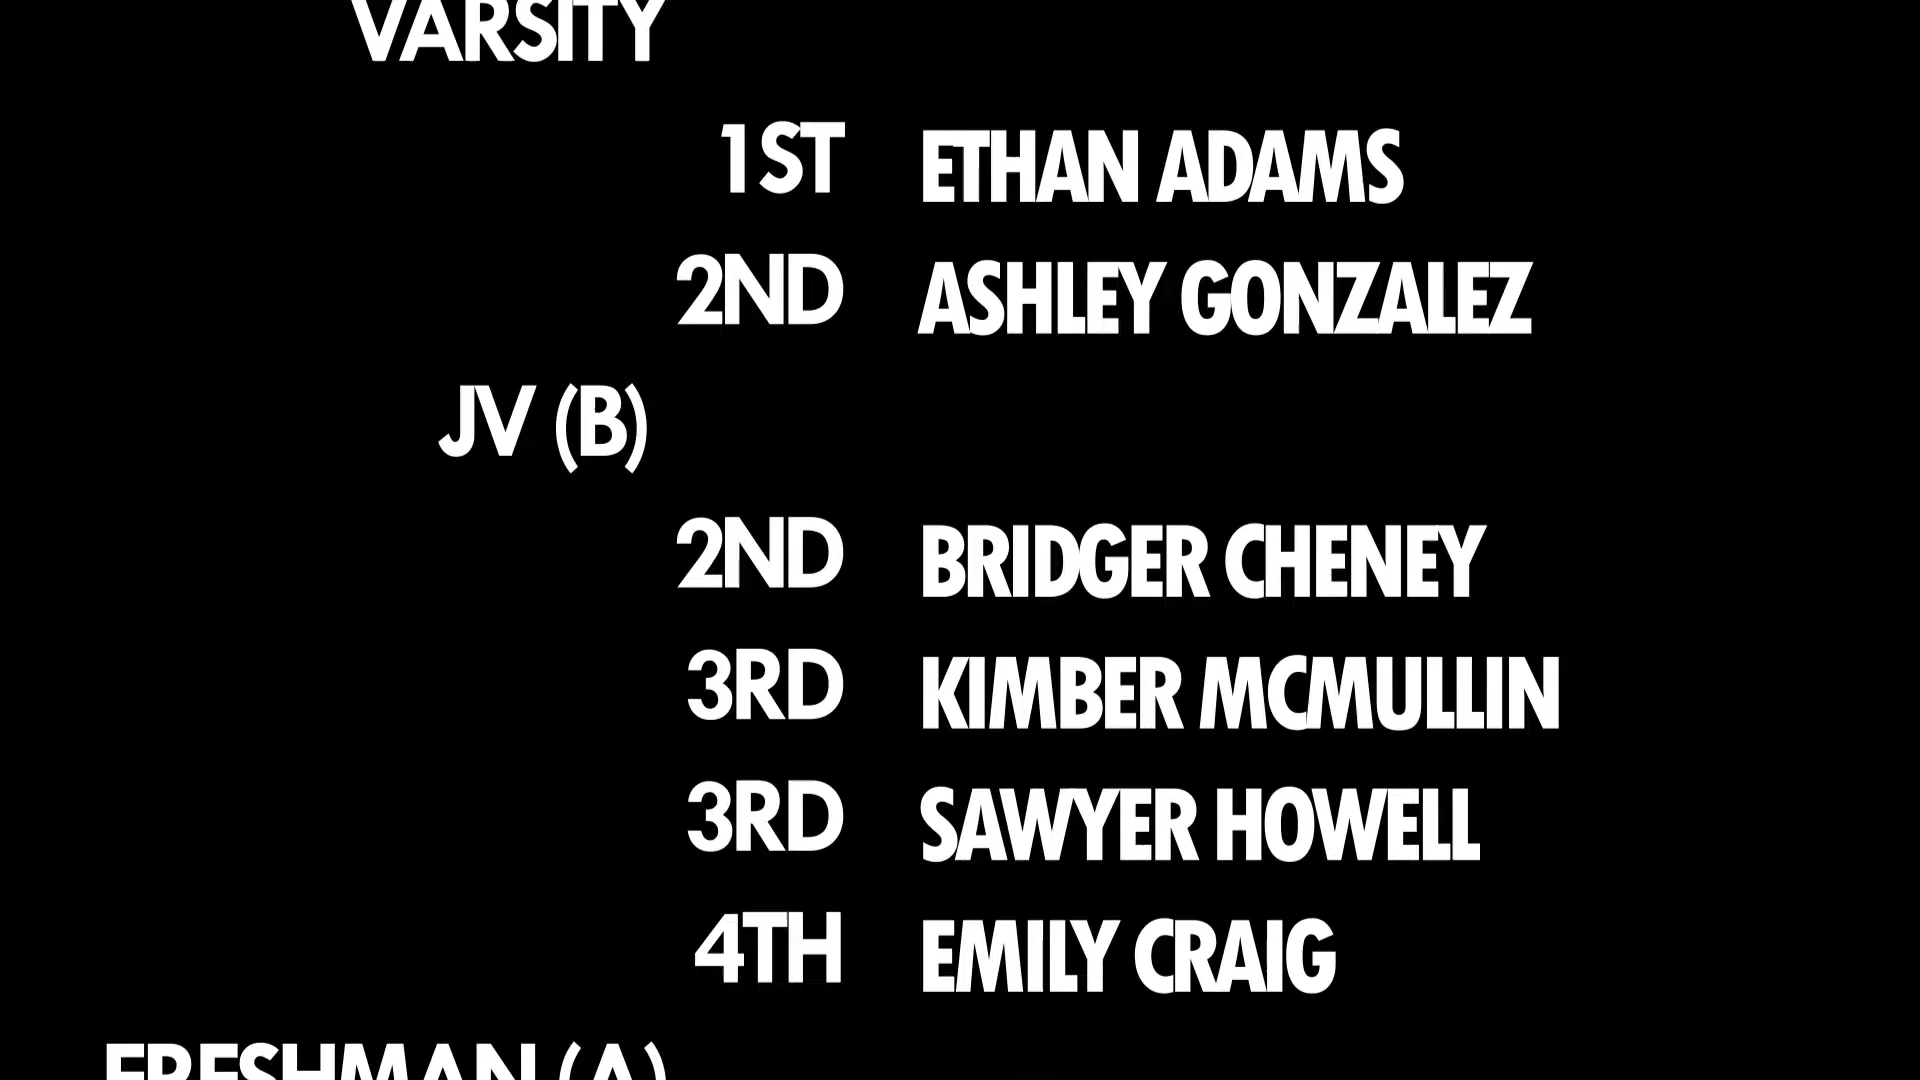 VARSITY
1ST ETHAN ADAMS
2ND ASHLEY GONZALEZ
JV (B)
2ND BRIDGER CHENEY
3RD KIMBER MCMULLIN
3RD SAWYER HOWELL
4TH EMILY CRAIG
FRESHMAN (A)